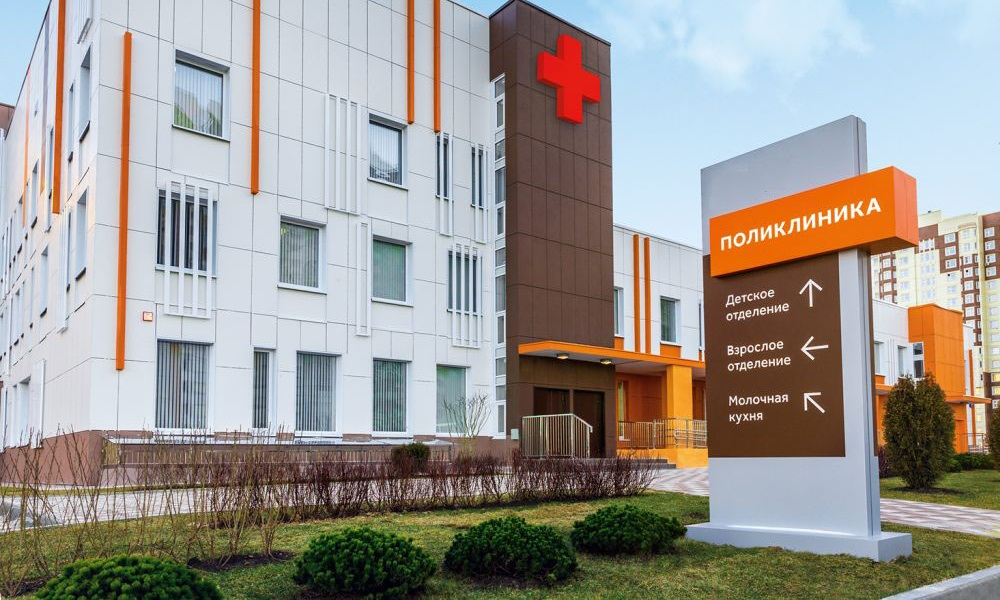 ПОЛИКЛИНИКА
Детское
отделение
Взрослое
отделение
Молочная
кухня